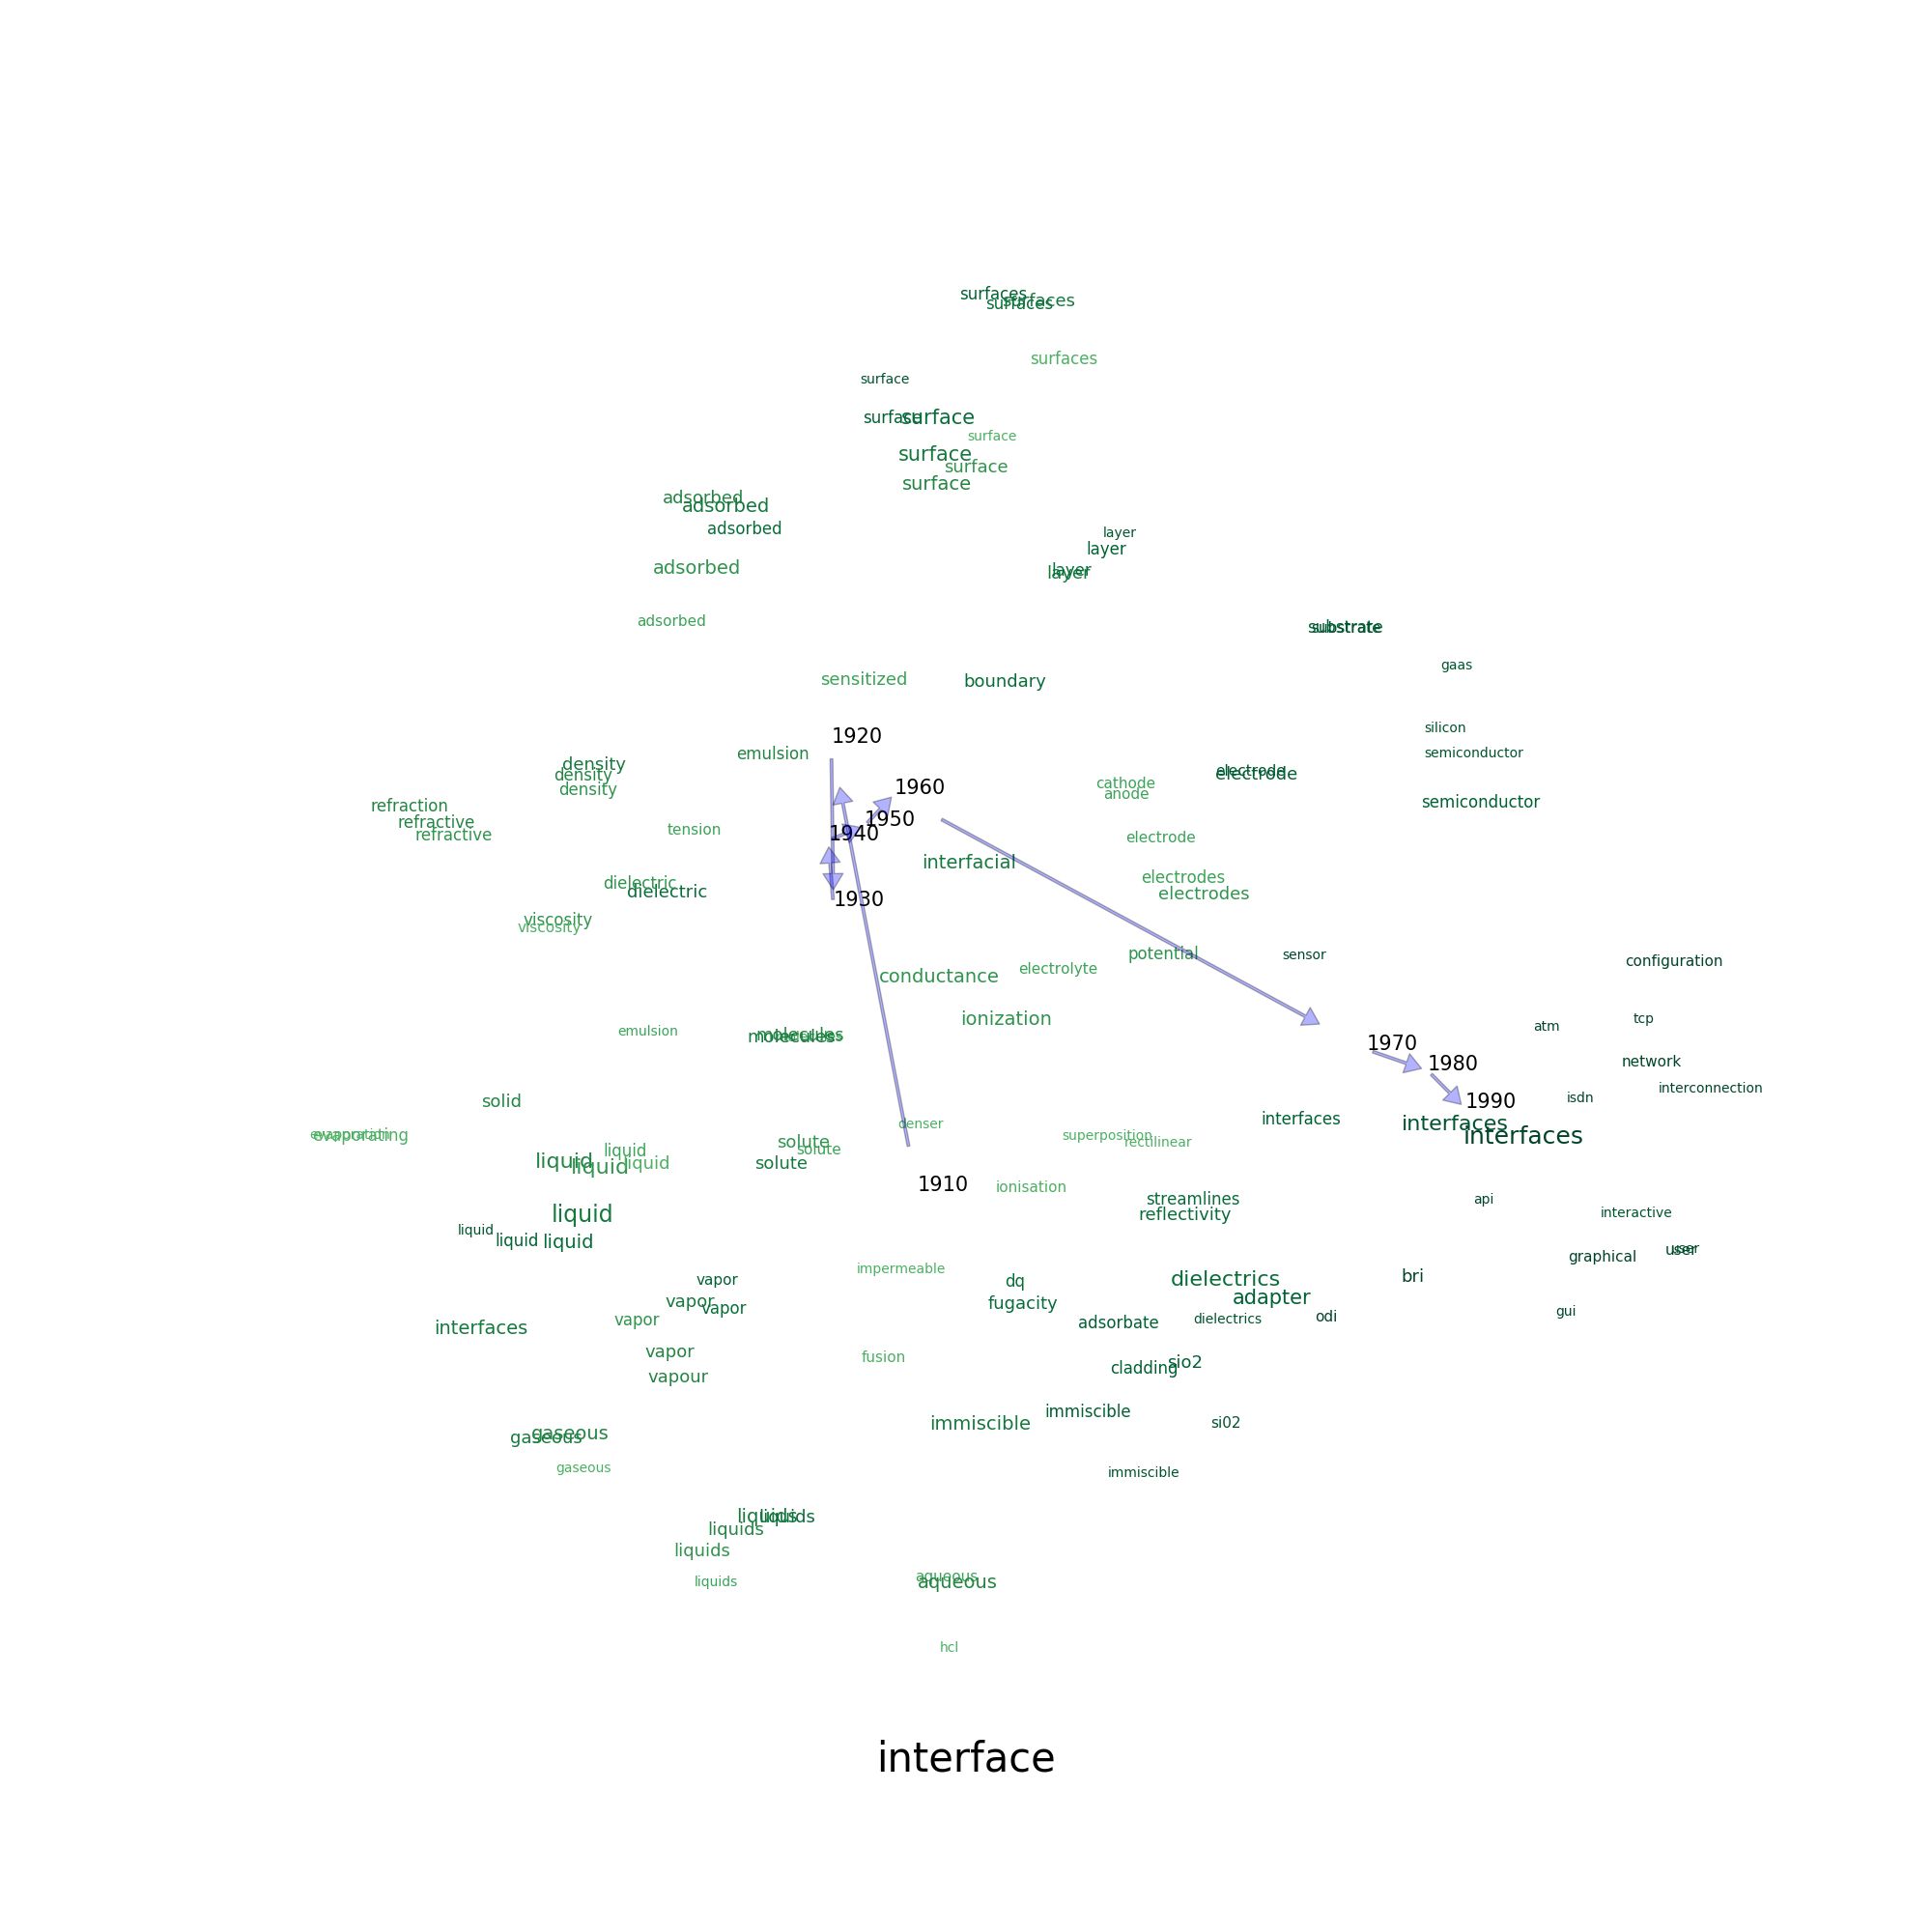 surfaces
surfaces
surfaces
surfaces
surface
surface
surface
surface
surface
surface
surface
adsorbed
adsorbed
adsorbed
adsorbed
adsorbed
layer
layer
layer
layer
substrate
substrate
gaas
sensitized
boundary
silicon
semiconductor
semiconductor
1920
emulsion
density
density
density
electrode
electrode
cathode
anode
1960
refraction
refractive
refractive
tension
1950
1940
electrode
interfacial
dielectric
dielectric
electrodes
electrodes
1930
viscosity
viscosity
potential
sensor
configuration
conductance
electrolyte
ionization
atm
tcp
emulsion
molecules
molecules
1970
1980
network
interconnection
isdn
1990
solid
interfaces
interfaces
interfaces
denser
superposition
rectilinear
evaporation
evaporating
solute
solute
solute
liquid
liquid
liquid
liquid
1910
ionisation
streamlines
reflectivity
api
interactive
liquid
liquid
liquid
liquid
user
user
graphical
impermeable
vapor
vapor
vapor
vapor
dq
fugacity
dielectrics
adapter
bri
odi
gui
dielectrics
adsorbate
interfaces
vapor
vapour
fusion
sio2
cladding
immiscible
immiscible
si02
gaseous
gaseous
gaseous
immiscible
liquids
liquids
liquids
liquids
liquids
aqueous
aqueous
hcl
interface